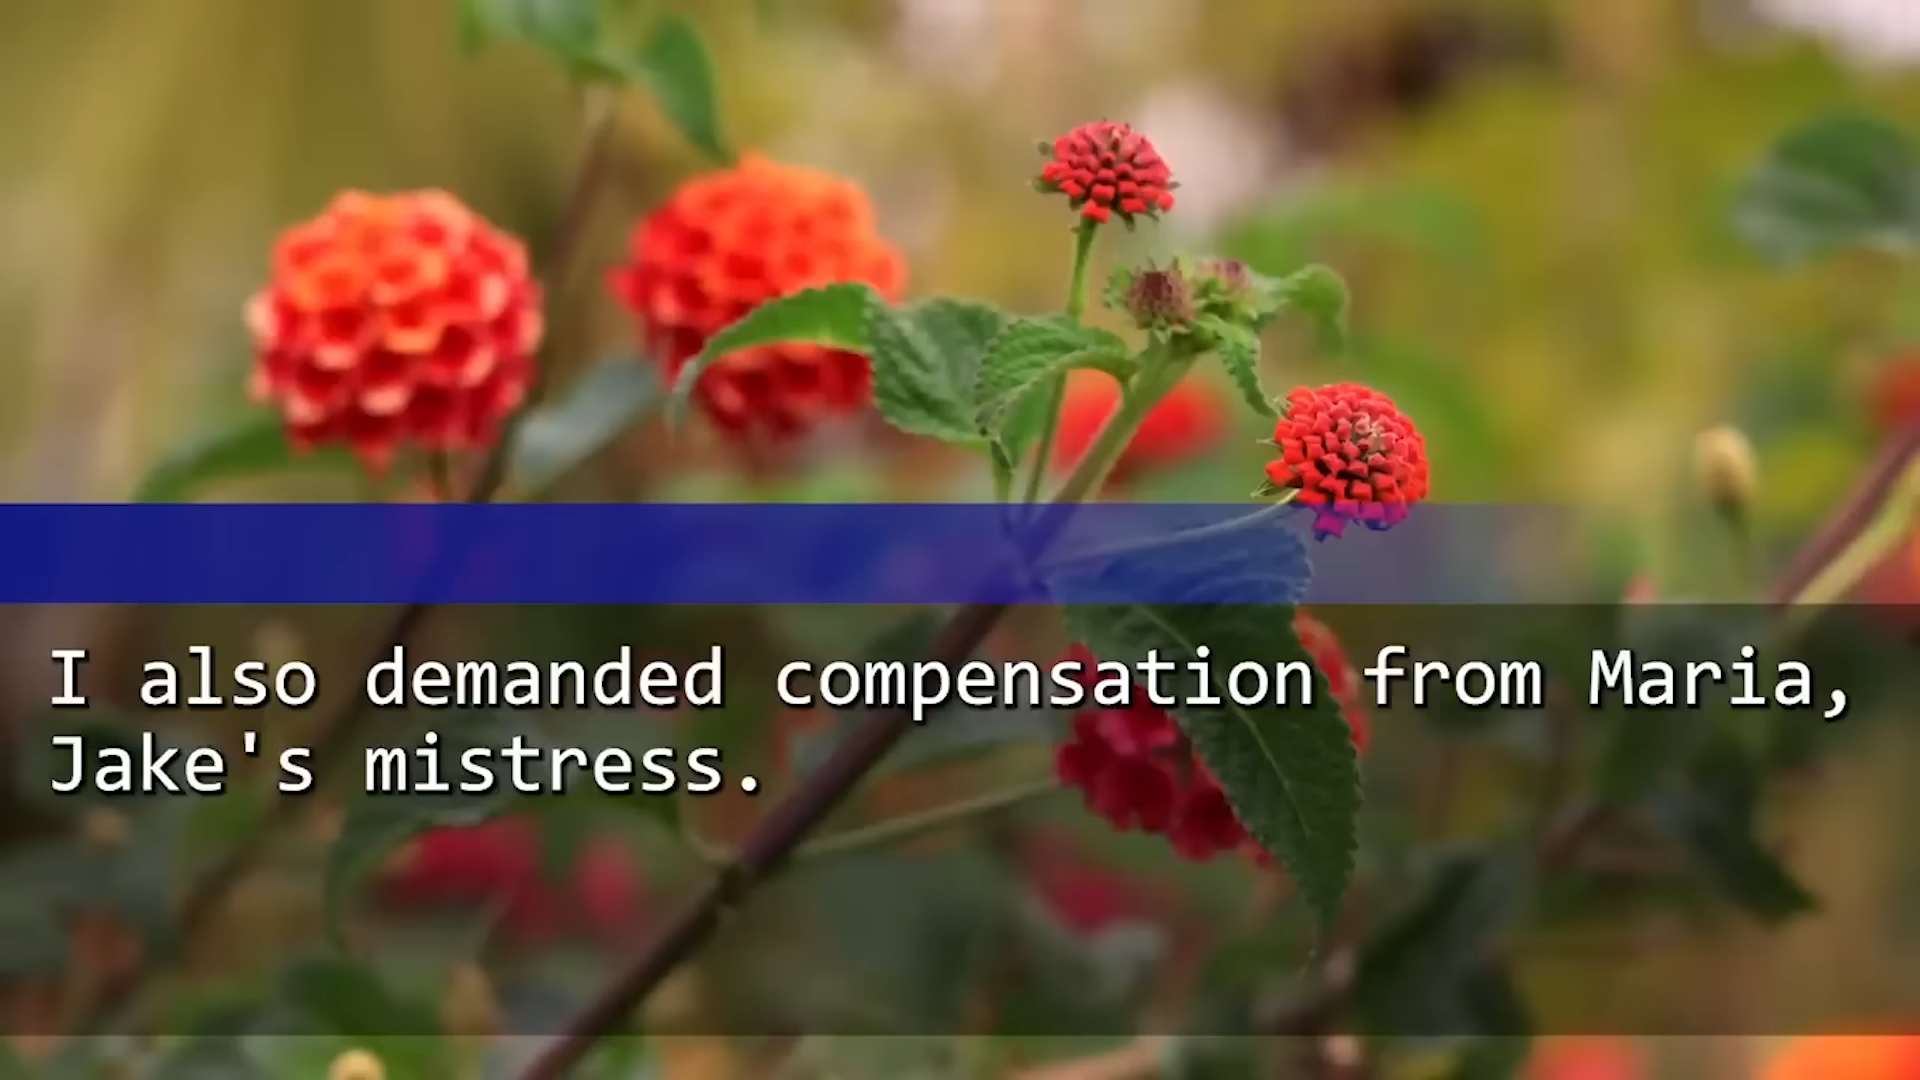 I also demanded compensation from Maria,
Jake's mistress.